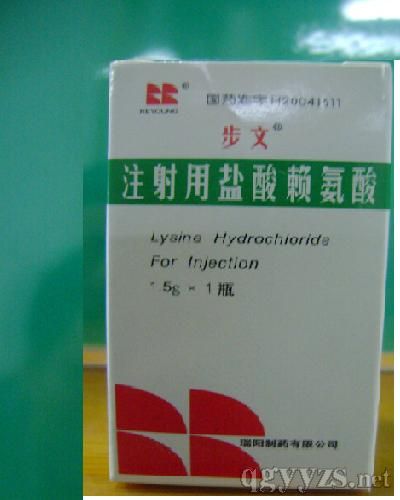 REYOUNG®
国药准字H20041511
步文®
注射用盐酸赖氨酸
Lysine Hydrochloride
For Injection
1.5g × 1瓶
瑞阳制药有限公司
qgyyzs.net